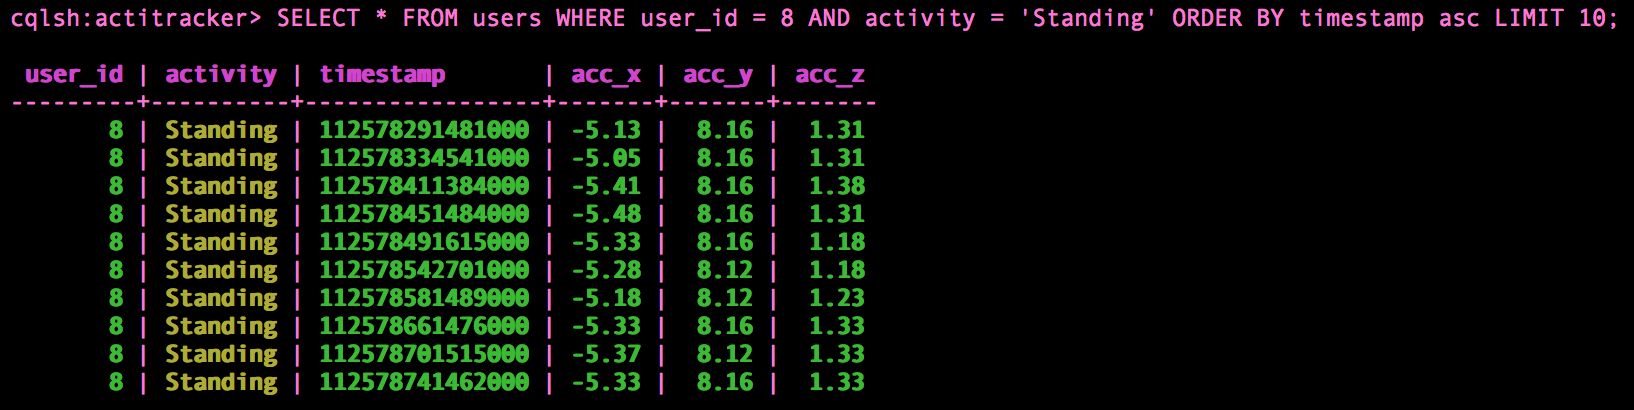 cqlsh:actitracker> SELECT * FROM users WHERE user_id = 8 AND activity = 'Standing' ORDER BY timestamp asc LIMIT 10;
 user_id | activity | timestamp       | acc_x | acc_y | acc_z
---------+----------+-----------------+-------+-------+-------
       8 | Standing | 112578291481000 | -5.13 |  8.16 |  1.31
       8 | Standing | 112578334541000 | -5.05 |  8.16 |  1.31
       8 | Standing | 112578411384000 | -5.41 |  8.16 |  1.38
       8 | Standing | 112578451484000 | -5.48 |  8.16 |  1.31
       8 | Standing | 112578491615000 | -5.33 |  8.16 |  1.18
       8 | Standing | 112578542701000 | -5.28 |  8.12 |  1.18
       8 | Standing | 112578581489000 | -5.18 |  8.12 |  1.23
       8 | Standing | 112578661476000 | -5.33 |  8.16 |  1.33
       8 | Standing | 112578701515000 | -5.37 |  8.12 |  1.33
       8 | Standing | 112578741462000 | -5.33 |  8.16 |  1.33